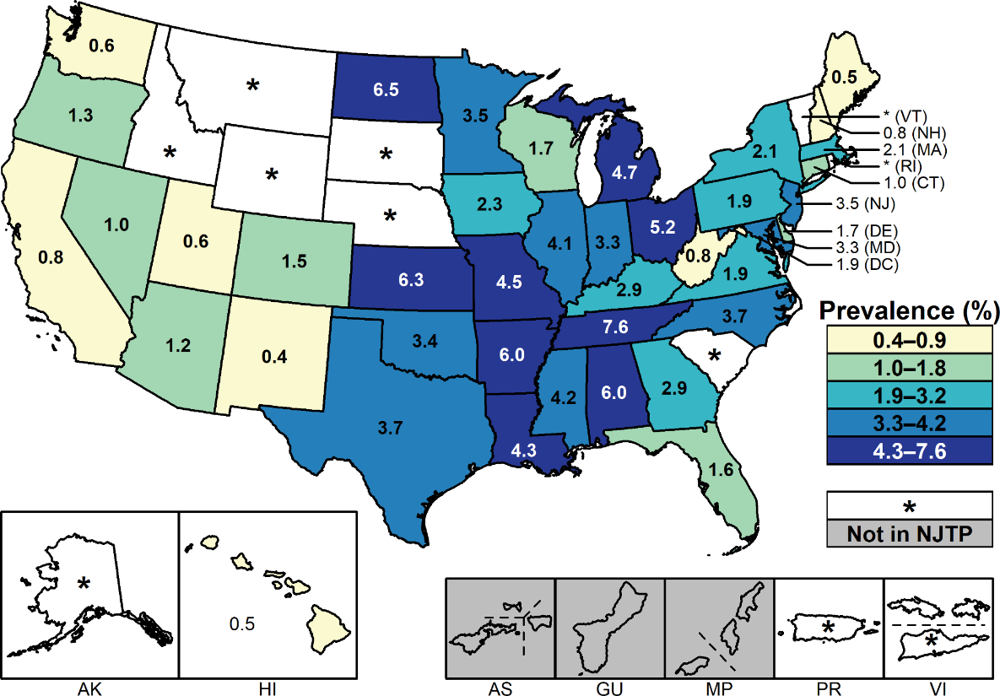 0.6
*
6.5
3.5
0.5
1.3
*
*
*
1.7
4.7
2.1
* (VT)
0.8 (NH)
2.1 (MA)
* (RI)
1.0 (CT)
3.5 (NJ)
1.7 (DE)
3.3 (MD)
1.9 (DC)
0.8
1.0
0.6
1.5
*
2.3
4.1
3.3
5.2
1.9
0.8
1.9
6.3
4.5
2.9
3.7
1.2
0.4
3.4
6.0
7.6
*
3.7
4.3
4.2
6.0
2.9
1.6
Prevalence (%)
0.4–0.9
1.0–1.8
1.9–3.2
3.3–4.2
4.3–7.6
*
Not in NJTP
*
0.5
*
*
AK
HI
AS
GU
MP
PR
VI